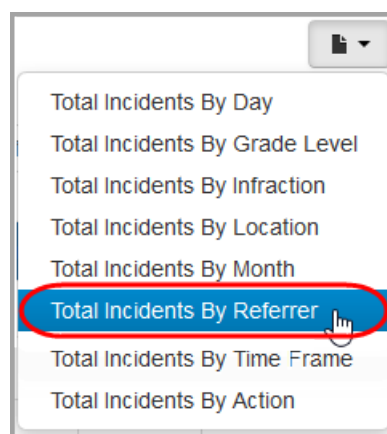 Total Incidents By Day
Total Incidents By Grade Level
Total Incidents By Infraction
Total Incidents By Location
Total Incidents By Month
Total Incidents By Referrer
Total Incidents By Time Frame
Total Incidents By Action